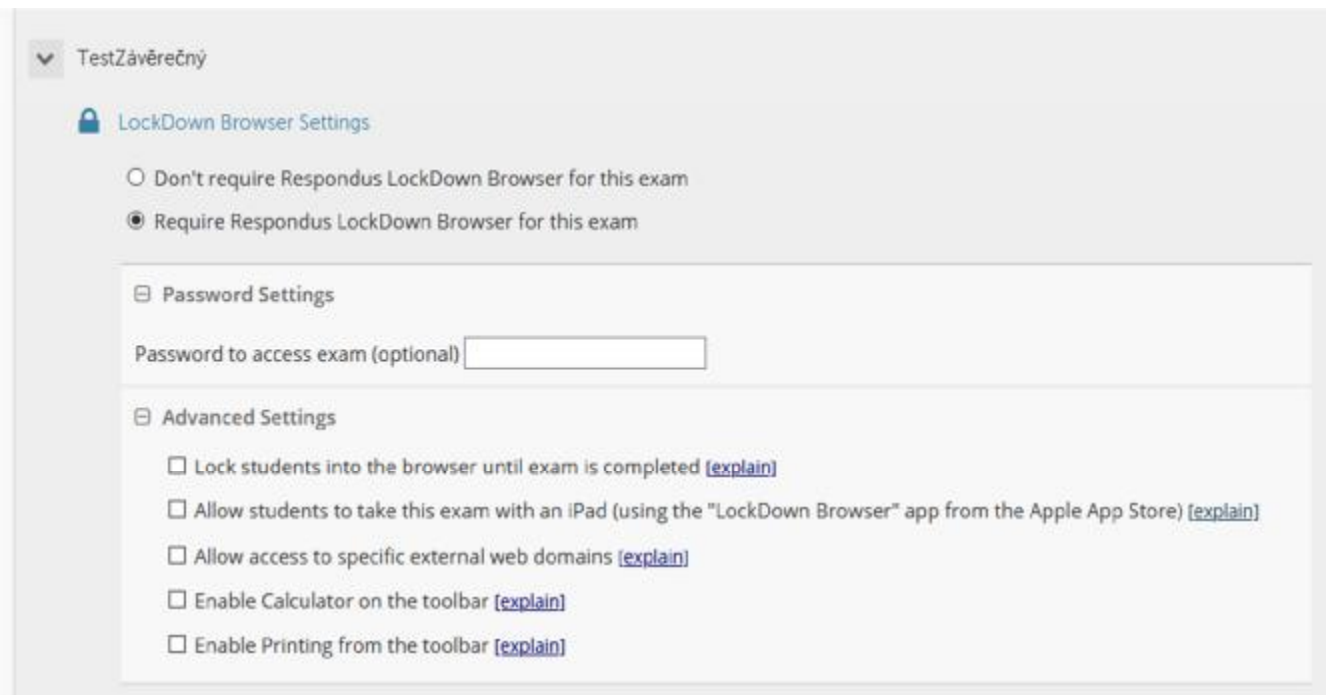 TestZávěrečný
LockDown Browser Settings
Don't require Respondus LockDown Browser for this exam
Require Respondus LockDown Browser for this exam
Password Settings
Password to access exam (optional)
Advanced Settings
Lock students into the browser until exam is completed [explain]
Allow students to take this exam with an iPad (using the "LockDown Browser" app from the Apple App Store) [explain]
Allow access to specific external web domains [explain]
Enable Calculator on the toolbar [explain]
Enable Printing from the toolbar [explain]